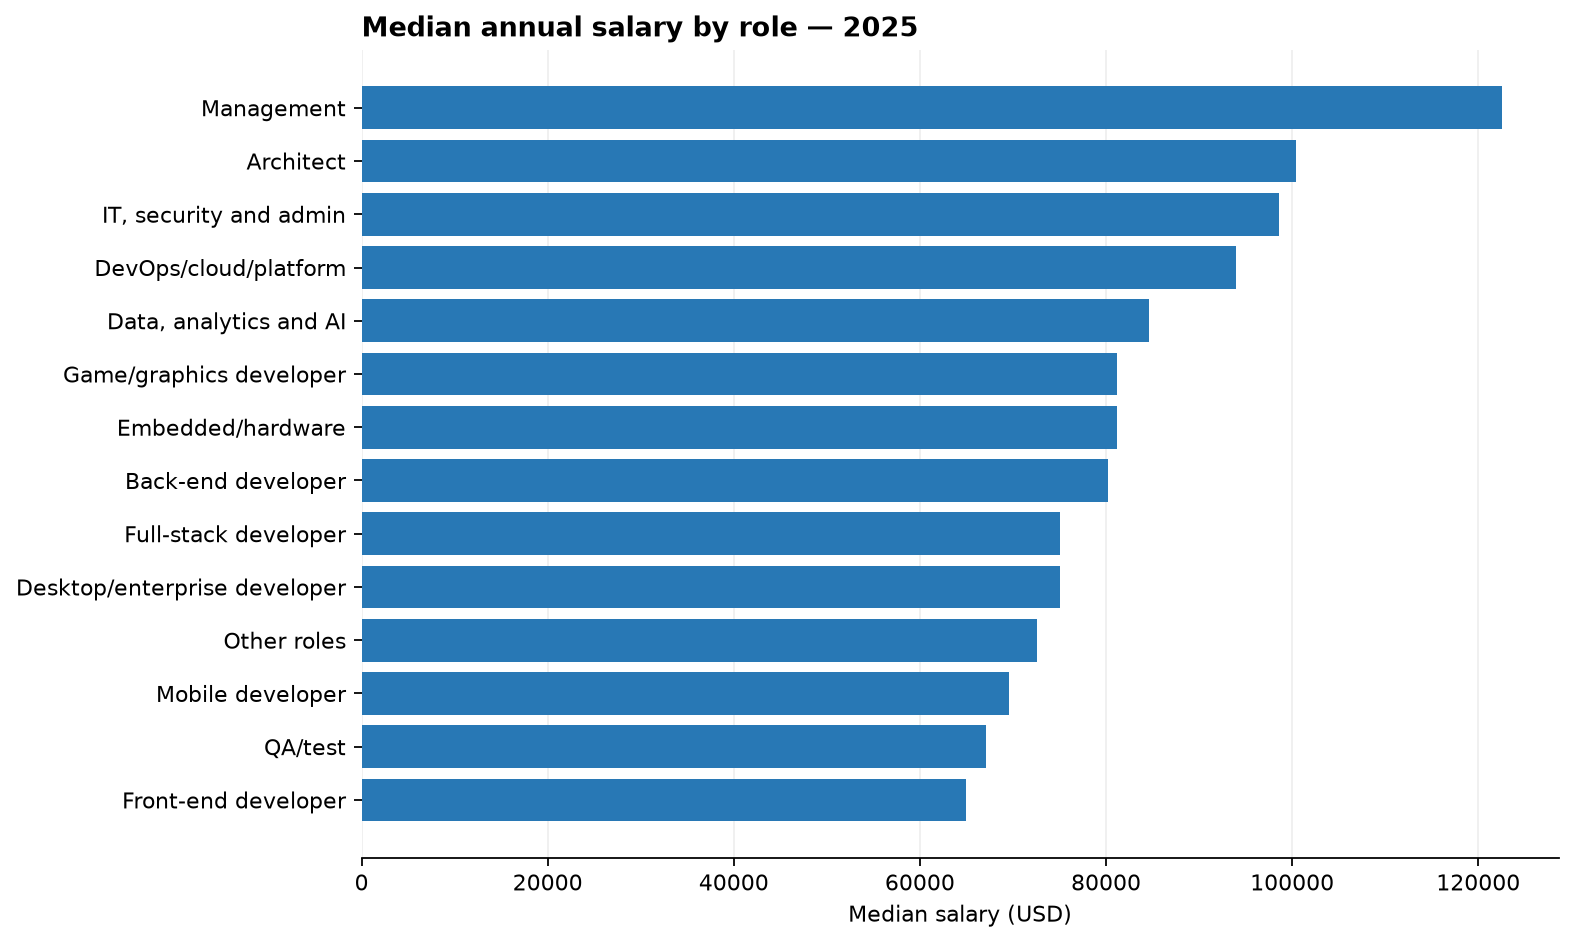 Median annual salary by role — 2025
Management
Architect
IT, security and admin
DevOps/cloud/platform
Data, analytics and AI
Game/graphics developer
Embedded/hardware
Back-end developer
Full-stack developer
Desktop/enterprise developer
Other roles
Mobile developer
QA/test
Front-end developer
0 20000 40000 60000 80000 100000 120000
Median salary (USD)